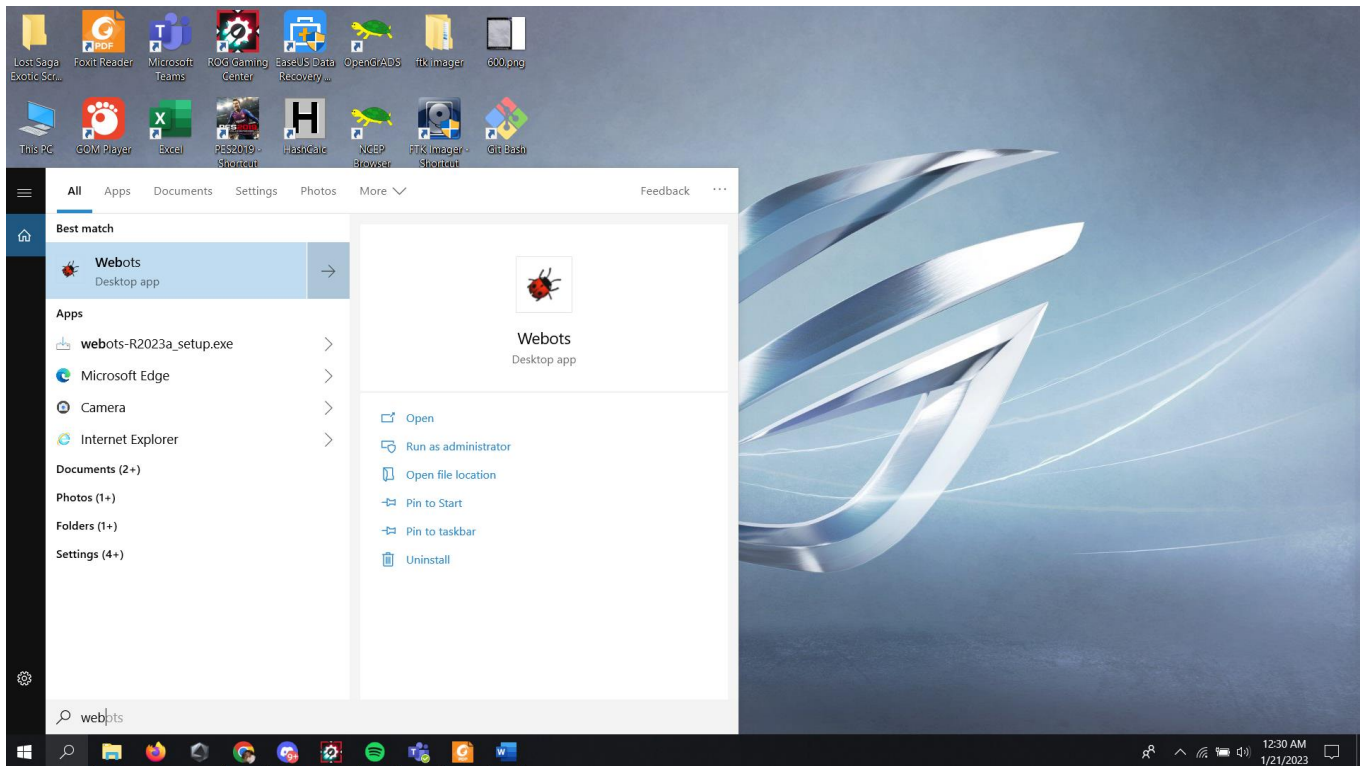 Lost Saga Exotic Scr...
Foxit Reader
Microsoft Teams
ROG Gaming Center
EaseUS Data Recovery ...
OpenGrADS
ftk imager
600.png
This PC
GOM Player
Excel
PES2019 - Shortcut
HashCalc
NCEP Browser
FTK Imager - Shortcut
Git Bash
All Apps Documents Settings Photos More Feedback ...
Best match
Webots
Desktop app
Apps
webots-R2023a_setup.exe
Microsoft Edge
Camera
Internet Explorer
Documents (2+)
Photos (1+)
Folders (1+)
Settings (4+)
Webots
Desktop app
Open
Run as administrator
Open file location
Pin to Start
Pin to taskbar
Uninstall
webots
12:30 AM
1/21/2023